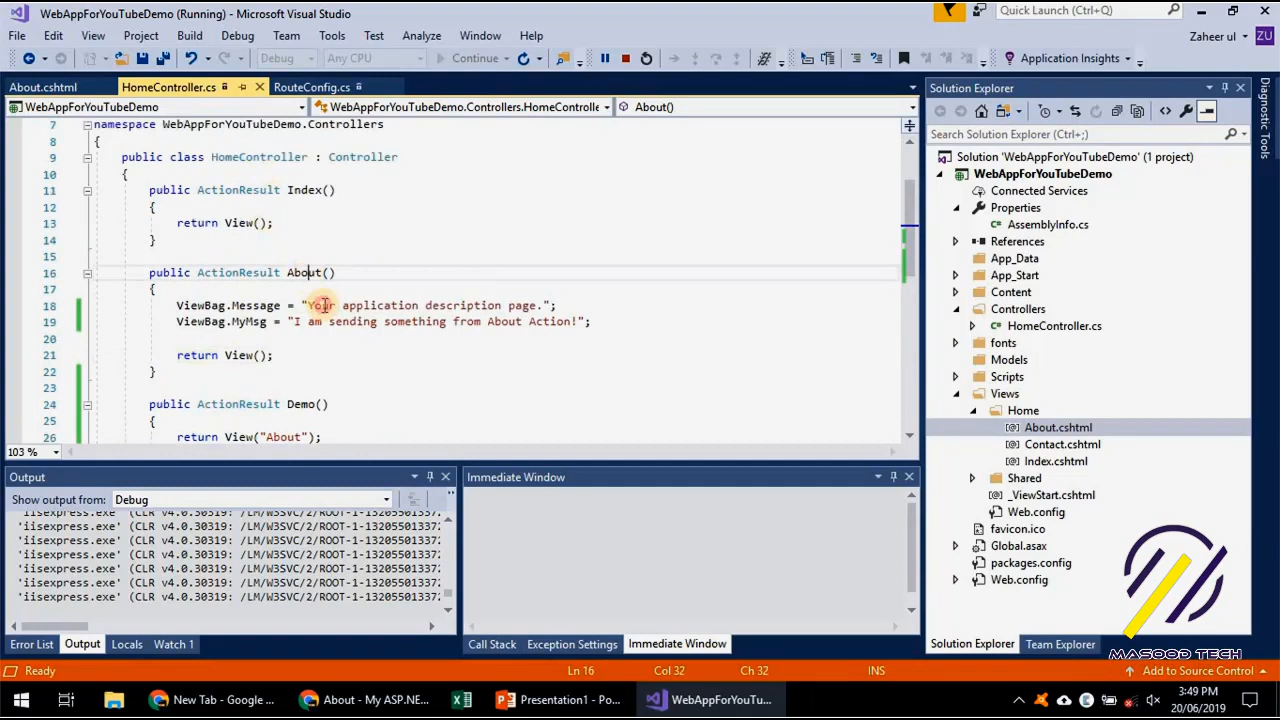 WebAppForYouTubeDemo (Running) - Microsoft Visual Studio
Quick Launch (Ctrl+;)
File Edit View Project Build Debug Team Tools Test Analyze Window Help
Zaheer ul ZU
Debug Any CPU Continue Application Insights
About.cshtml HomeController.cs RouteConfig.cs
WebAppForYouTubeDemo WebAppForYouTubeDemo.Controllers.HomeControlle About()
7 namespace WebAppForYouTubeDemo.Controllers
8 {
9 public class HomeController : Controller
10 {
11 public ActionResult Index()
12 {
13 return View();
14 }
15
16 public ActionResult About()
17 {
18 ViewBag.Message = "Your application description page.";
19 ViewBag.MyMsg = "I am sending something from About Action!";
20
21 return View();
22 }
23
24 public ActionResult Demo()
25 {
26 return View("About");
103 %
Solution Explorer
Search Solution Explorer (Ctrl+;)
Solution 'WebAppForYouTubeDemo' (1 project)
WebAppForYouTubeDemo
Connected Services
Properties
AssemblyInfo.cs
References
App_Data
App_Start
Content
Controllers
HomeController.cs
fonts
Models
Scripts
Views
Home
About.cshtml
Contact.cshtml
Index.cshtml
Shared
_ViewStart.cshtml
Web.config
favicon.ico
Global.asax
packages.config
Web.config
Solution Explorer Team Explorer
Diagnostic Tools
Output
Show output from: Debug
'iisexpress.exe' (CLR v4.0.30319: /LM/W3SVC/2/ROOT-1-1320550133
'iisexpress.exe' (CLR v4.0.30319: /LM/W3SVC/2/ROOT-1-1320550133
'iisexpress.exe' (CLR v4.0.30319: /LM/W3SVC/2/ROOT-1-1320550133
'iisexpress.exe' (CLR v4.0.30319: /LM/W3SVC/2/ROOT-1-1320550133
'iisexpress.exe' (CLR v4.0.30319: /LM/W3SVC/2/ROOT-1-1320550133
'iisexpress.exe' (CLR v4.0.30319: /LM/W3SVC/2/ROOT-1-1320550133
Error List Output Locals Watch 1
Immediate Window
Call Stack Exception Settings Immediate Window
MASOOD TECH
Ready Ln 16 Col 32 Ch 32 INS Add to Source Control
New Tab - Google ... About - My ASP.NE... Presentation1 - Po... WebAppForYouTu...
3:49 PM
20/06/2019